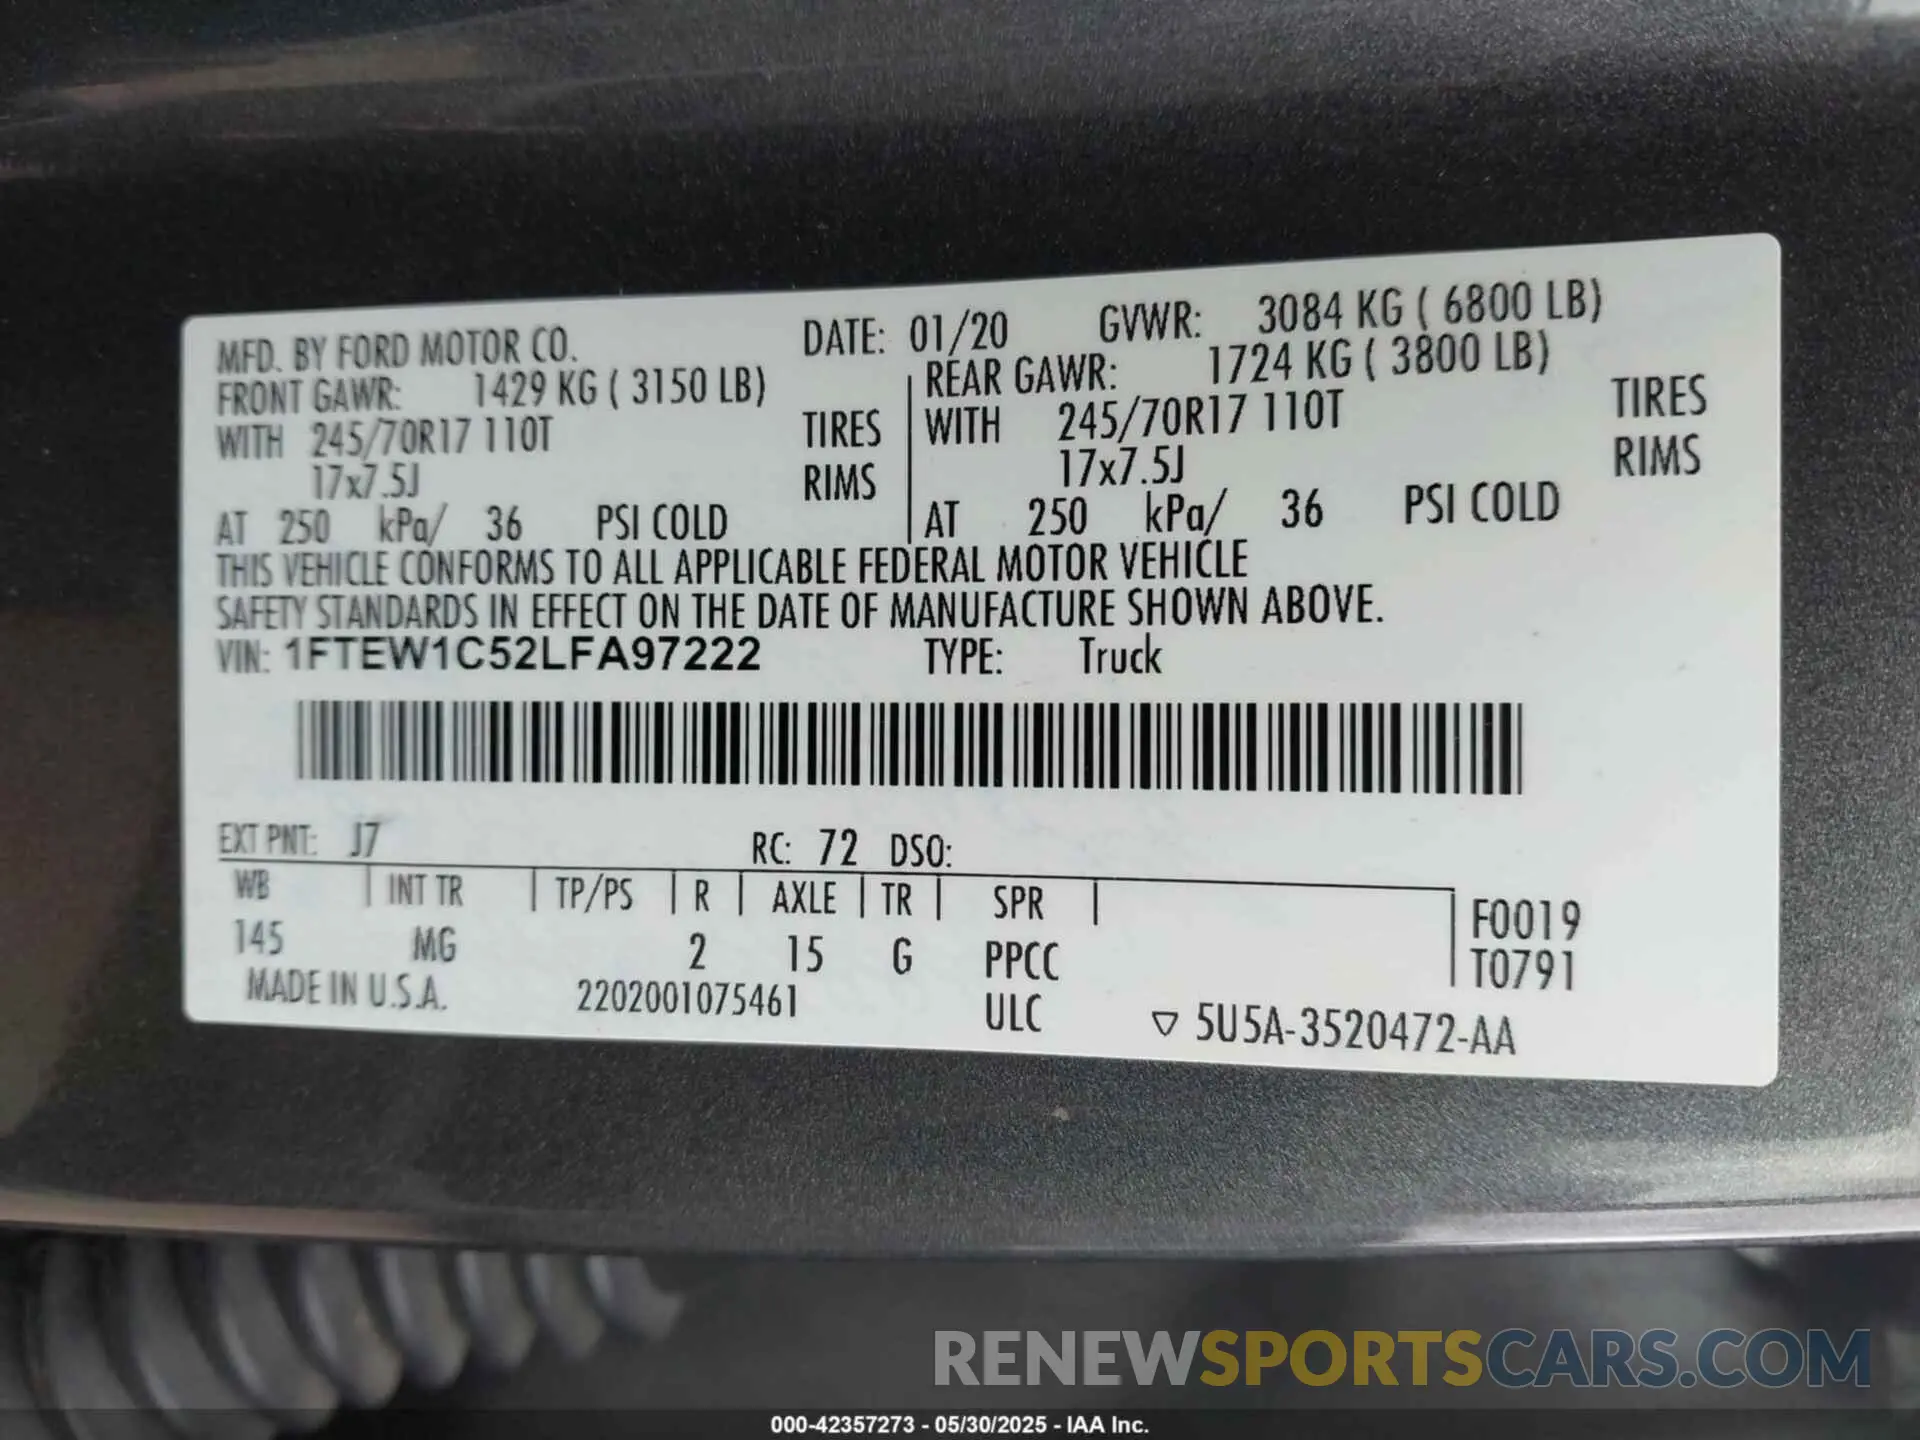 MFD. BY FORD MOTOR CO. DATE: 01/20 GVWR: 3084 KG ( 6800 LB)
FRONT GAWR: 1429 KG ( 3150 LB) REAR GAWR: 1724 KG ( 3800 LB)
WITH 245/70R17 110T TIRES WITH 245/70R17 110T TIRES
17x7.5J RIMS 17x7.5J RIMS
AT 250 kPa/ 36 PSI COLD AT 250 kPa/ 36 PSI COLD
THIS VEHICLE CONFORMS TO ALL APPLICABLE FEDERAL MOTOR VEHICLE
SAFETY STANDARDS IN EFFECT ON THE DATE OF MANUFACTURE SHOWN ABOVE.
VIN: 1FTEW1C52LFA97222 TYPE: Truck
EXT PNT: J7 RC: 72 DSO:
WB INT TR TP/PS R AXLE TR SPR F0019
145 MG 2 15 G PPCC T0791
MADE IN U.S.A. 2202001075461 ULC ▽ 5U5A-3520472-AA
RENEWSPORTSCARS.COM
000-42357273 - 05/30/2025 - IAA Inc.